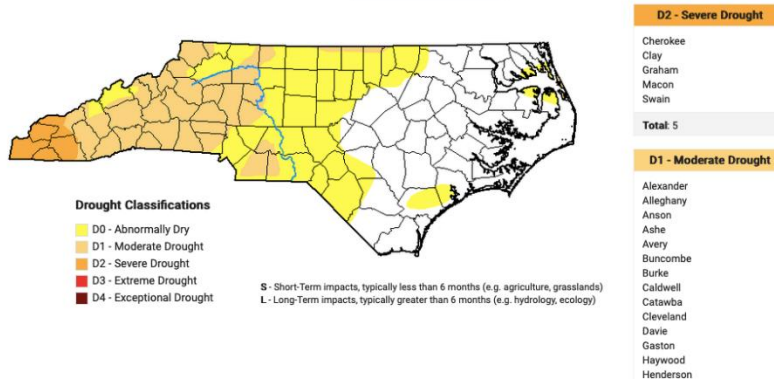 Drought Classifications
D0 - Abnormally Dry
D1 - Moderate Drought
D2 - Severe Drought
D3 - Extreme Drought
D4 - Exceptional Drought
S - Short-Term impacts, typically less than 6 months (e.g. agriculture, grasslands)
L - Long-Term impacts, typically greater than 6 months (e.g. hydrology, ecology)
D2 - Severe Drought
Cherokee
Clay
Graham
Macon
Swain
Total: 5
D1 - Moderate Drought
Alexander
Alleghany
Anson
Ashe
Avery
Buncombe
Burke
Caldwell
Catawba
Cleveland
Davie
Gaston
Haywood
Henderson